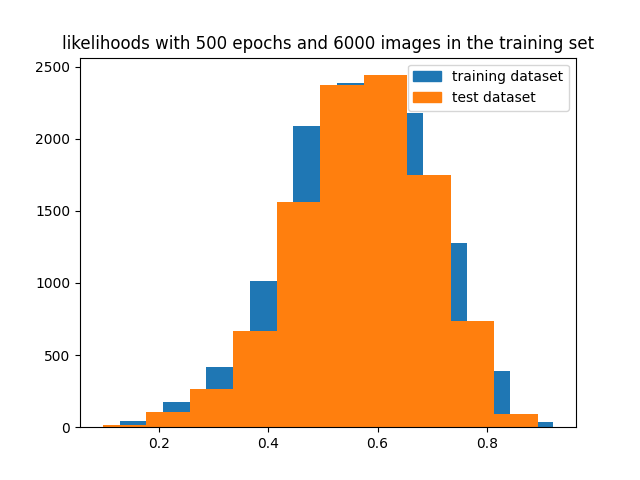 likelihoods with 500 epochs and 6000 images in the training set
2500
2000
1500
1000
500
0
training dataset
test dataset
0.2 0.4 0.6 0.8